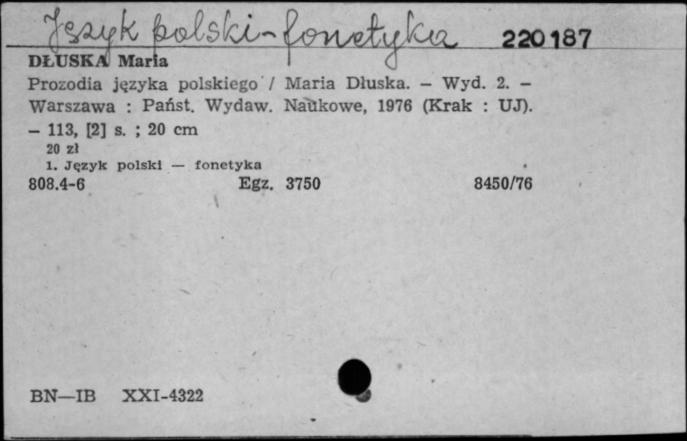 Język polski - fonetyka 220187
DŁUSKA Maria
Prozodia języka polskiego / Maria Dłuska. — Wyd. 2. —
Warszawa : Państ. Wydaw. Naukowe, 1976 (Krak : UJ).
— 113, [2] s. ; 20 cm
20 zł
1. Język polski — fonetyka
808.4-6 Egz. 3750 8450/76
BN—IB XXI-4322